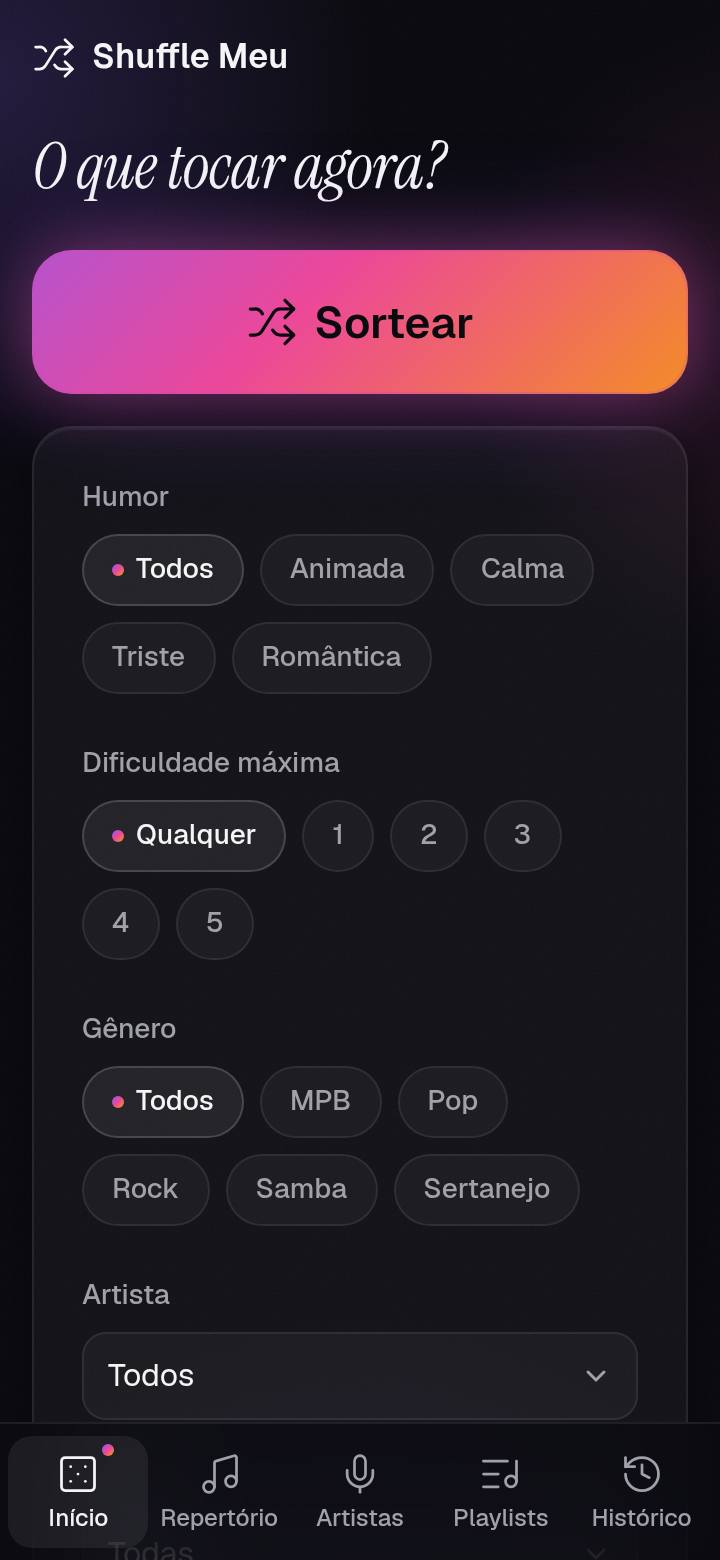 Shuffle Meu
O que tocar agora?
Sortear
Humor
Todos Animada Calma
Triste Romântica
Dificuldade máxima
Qualquer 1 2 3
4 5
Gênero
Todos MPB Pop
Rock Samba Sertanejo
Artista
Todos
Início Repertório Artistas Playlists Histórico
Todas